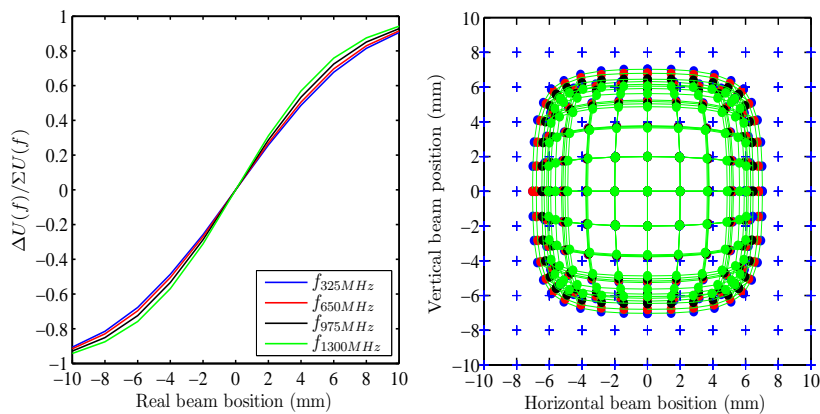 1
0.8
0.6
0.4
0.2
0
−0.2
−0.4
−0.6
−0.8
−1
−10 −8 −6 −4 −2 0 2 4 6 8 10
ΔU(f)/ΣU(f)
Real beam bosition (mm)
f325MHz
f650MHz
f975MHz
f1300MHz
10
8
6
4
2
0
−2
−4
−6
−8
−10
−10 −8 −6 −4 −2 0 2 4 6 8 10
Vertical beam position (mm)
Horizontal beam bosition (mm)